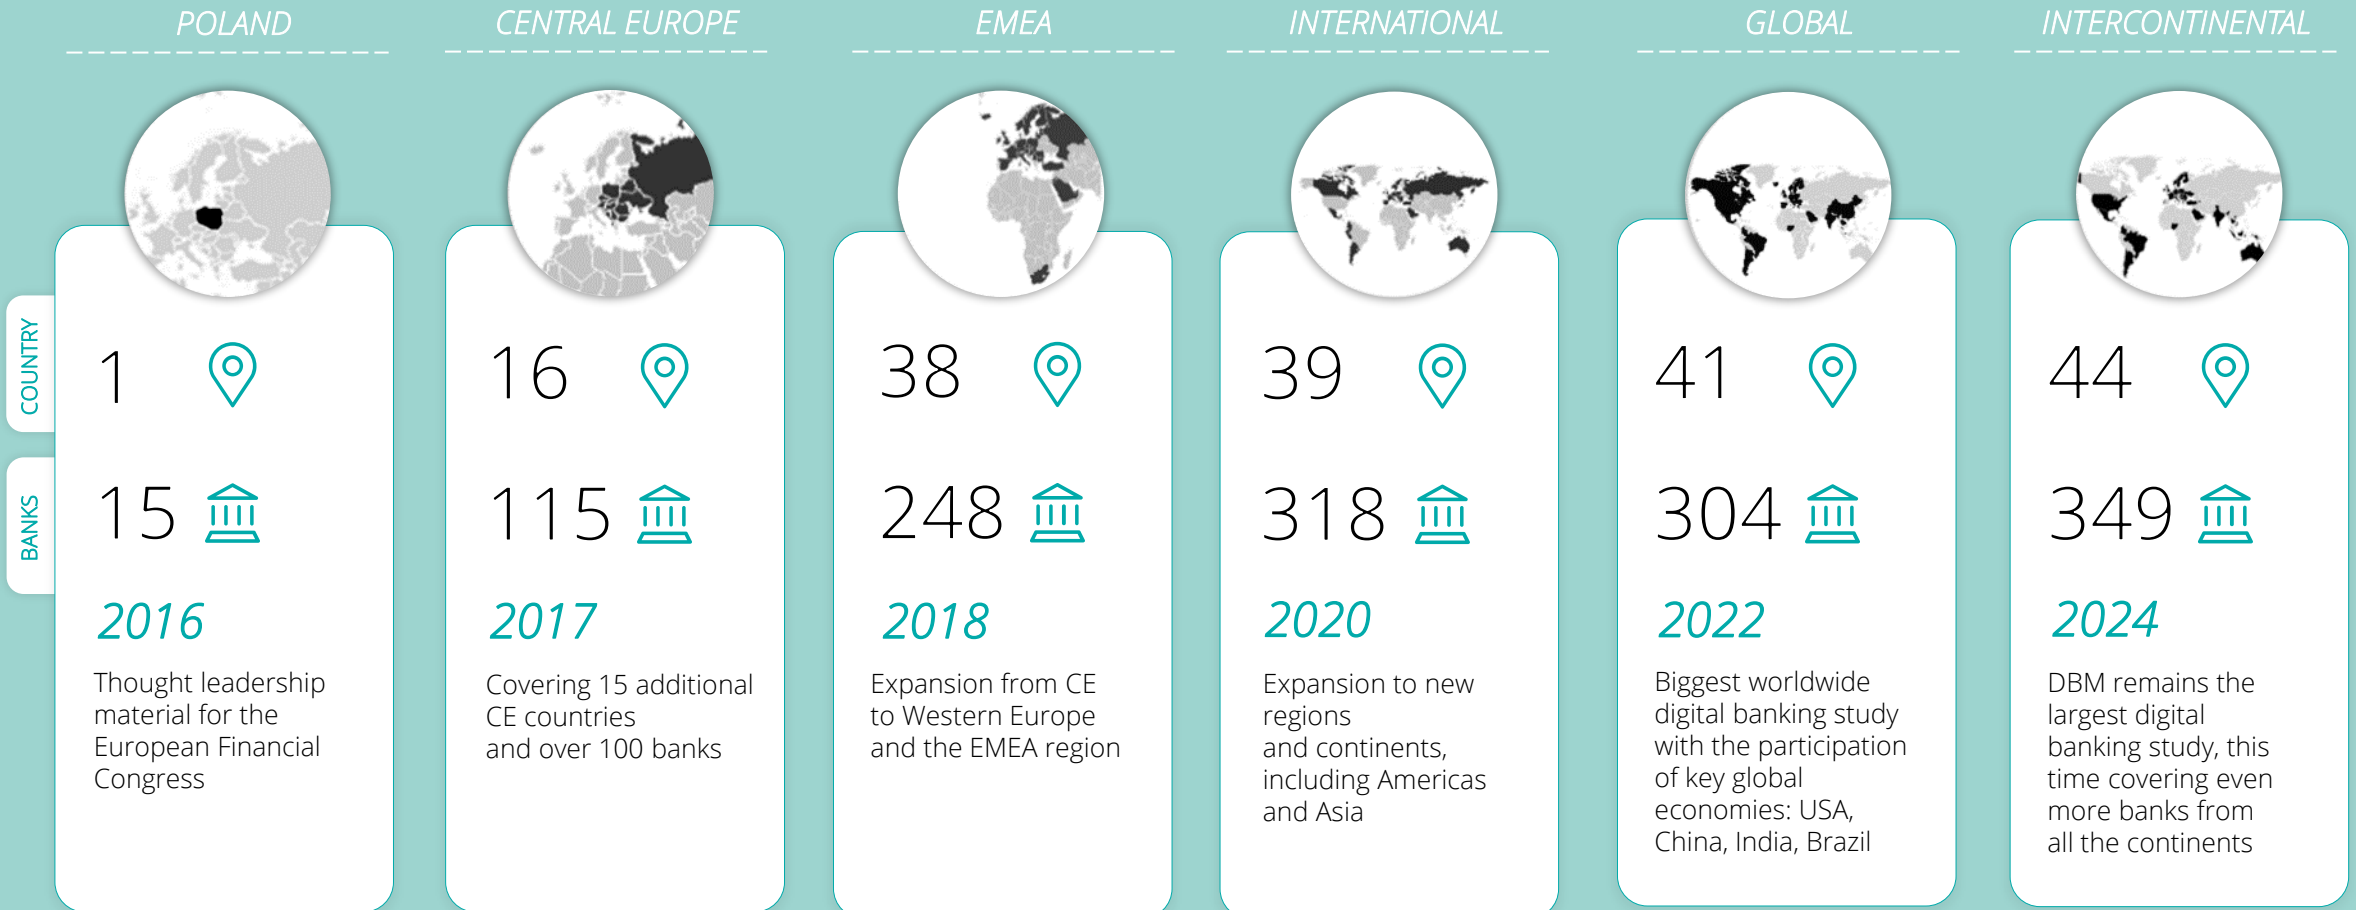 POLAND
CENTRAL EUROPE
EMEA
INTERNATIONAL
GLOBAL
INTERCONTINENTAL
COUNTRY
BANKS
1
15
2016
Thought leadership
material for the
European Financial
Congress
16
115
2017
Covering 15 additional
CE countries
and over 100 banks
38
248
2018
Expansion from CE
to Western Europe
and the EMEA region
39
318
2020
Expansion to new
regions
and continents,
including Americas
and Asia
41
304
2022
Biggest worldwide
digital banking study
with the participation
of key global
economies: USA,
China, India, Brazil
44
349
2024
DBM remains the
largest digital
banking study, this
time covering even
more banks from
all the continents